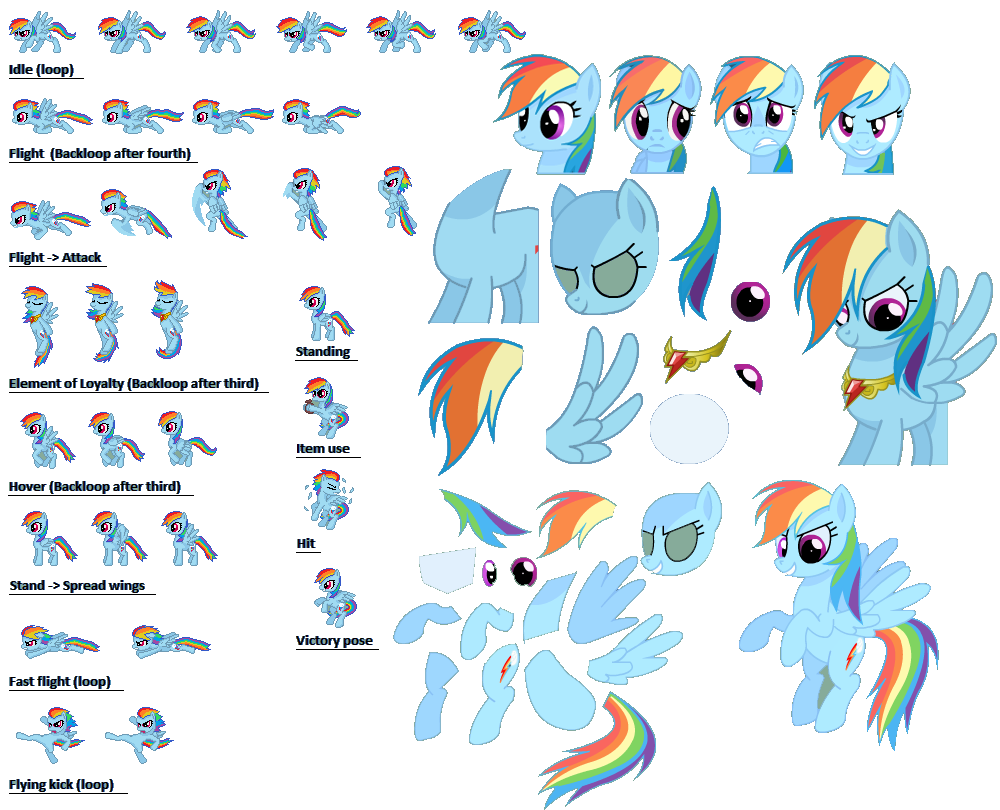 Idle (loop)
Flight (Backloop after fourth)
Flight -> Attack
Standing
Element of Loyalty (Backloop after third)
Item use
Hover (Backloop after third)
Hit
Stand -> Spread wings
Victory pose
Fast flight (loop)
Flying kick (loop)